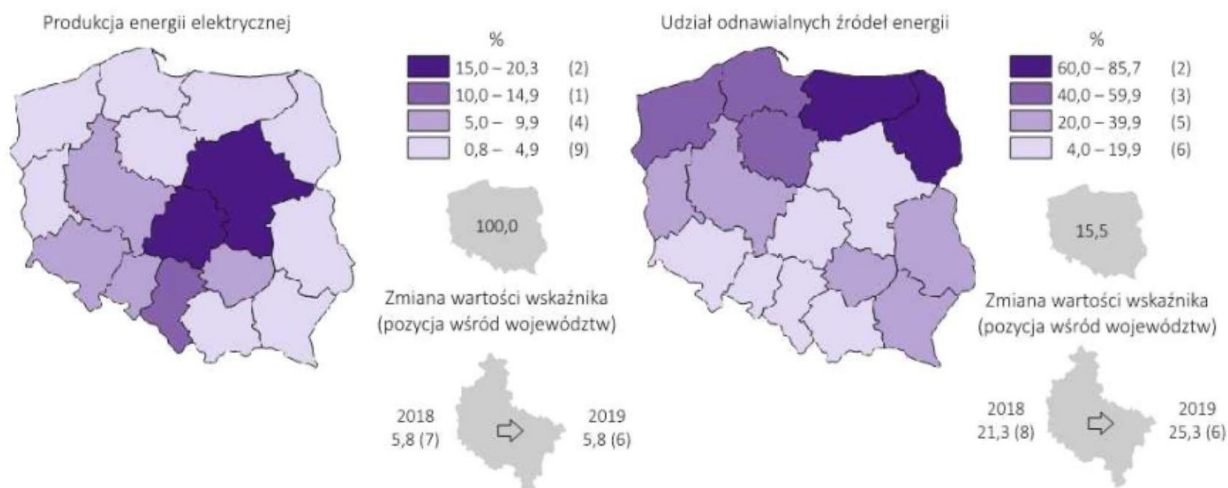 Produkcja energii elektrycznej
%
15,0 – 20,3 (2)
10,0 – 14,9 (1)
5,0 – 9,9 (4)
0,8 – 4,9 (9)
100,0
Zmiana wartości wskaźnika
(pozycja wśród województw)
2018
5,8 (7)
2019
5,8 (6)
Udział odnawialnych źródeł energii
%
60,0 – 85,7 (2)
40,0 – 59,9 (3)
20,0 – 39,9 (5)
4,0 – 19,9 (6)
15,5
Zmiana wartości wskaźnika
(pozycja wśród województw)
2018
21,3 (8)
2019
25,3 (6)